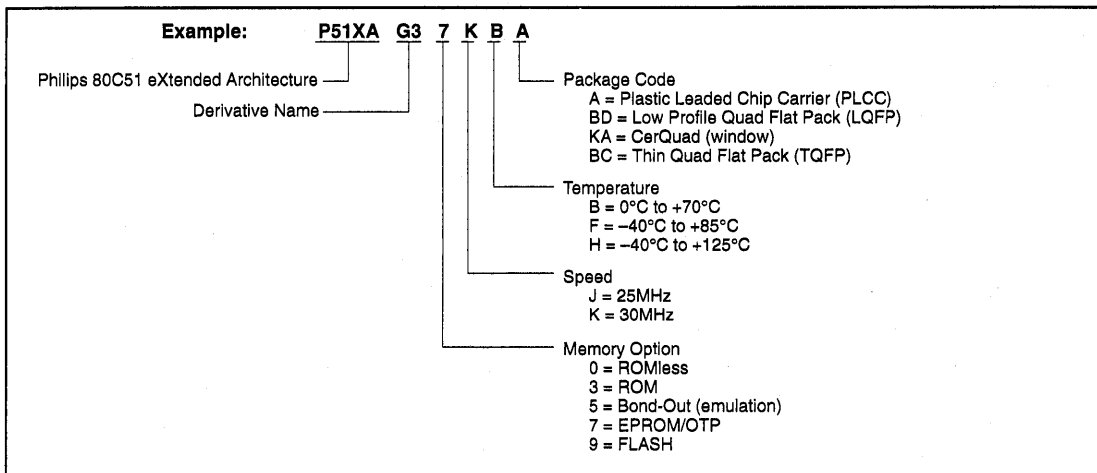 Example: P51XA G3 7 K B A
Philips 80C51 eXtended Architecture
Derivative Name
Package Code
A = Plastic Leaded Chip Carrier (PLCC)
BD = Low Profile Quad Flat Pack (LQFP)
KA = CerQuad (window)
BC = Thin Quad Flat Pack (TQFP)
Temperature
B = 0°C to +70°C
F = –40°C to +85°C
H = –40°C to +125°C
Speed
J = 25MHz
K = 30MHz
Memory Option
0 = ROMless
3 = ROM
5 = Bond-Out (emulation)
7 = EPROM/OTP
9 = FLASH